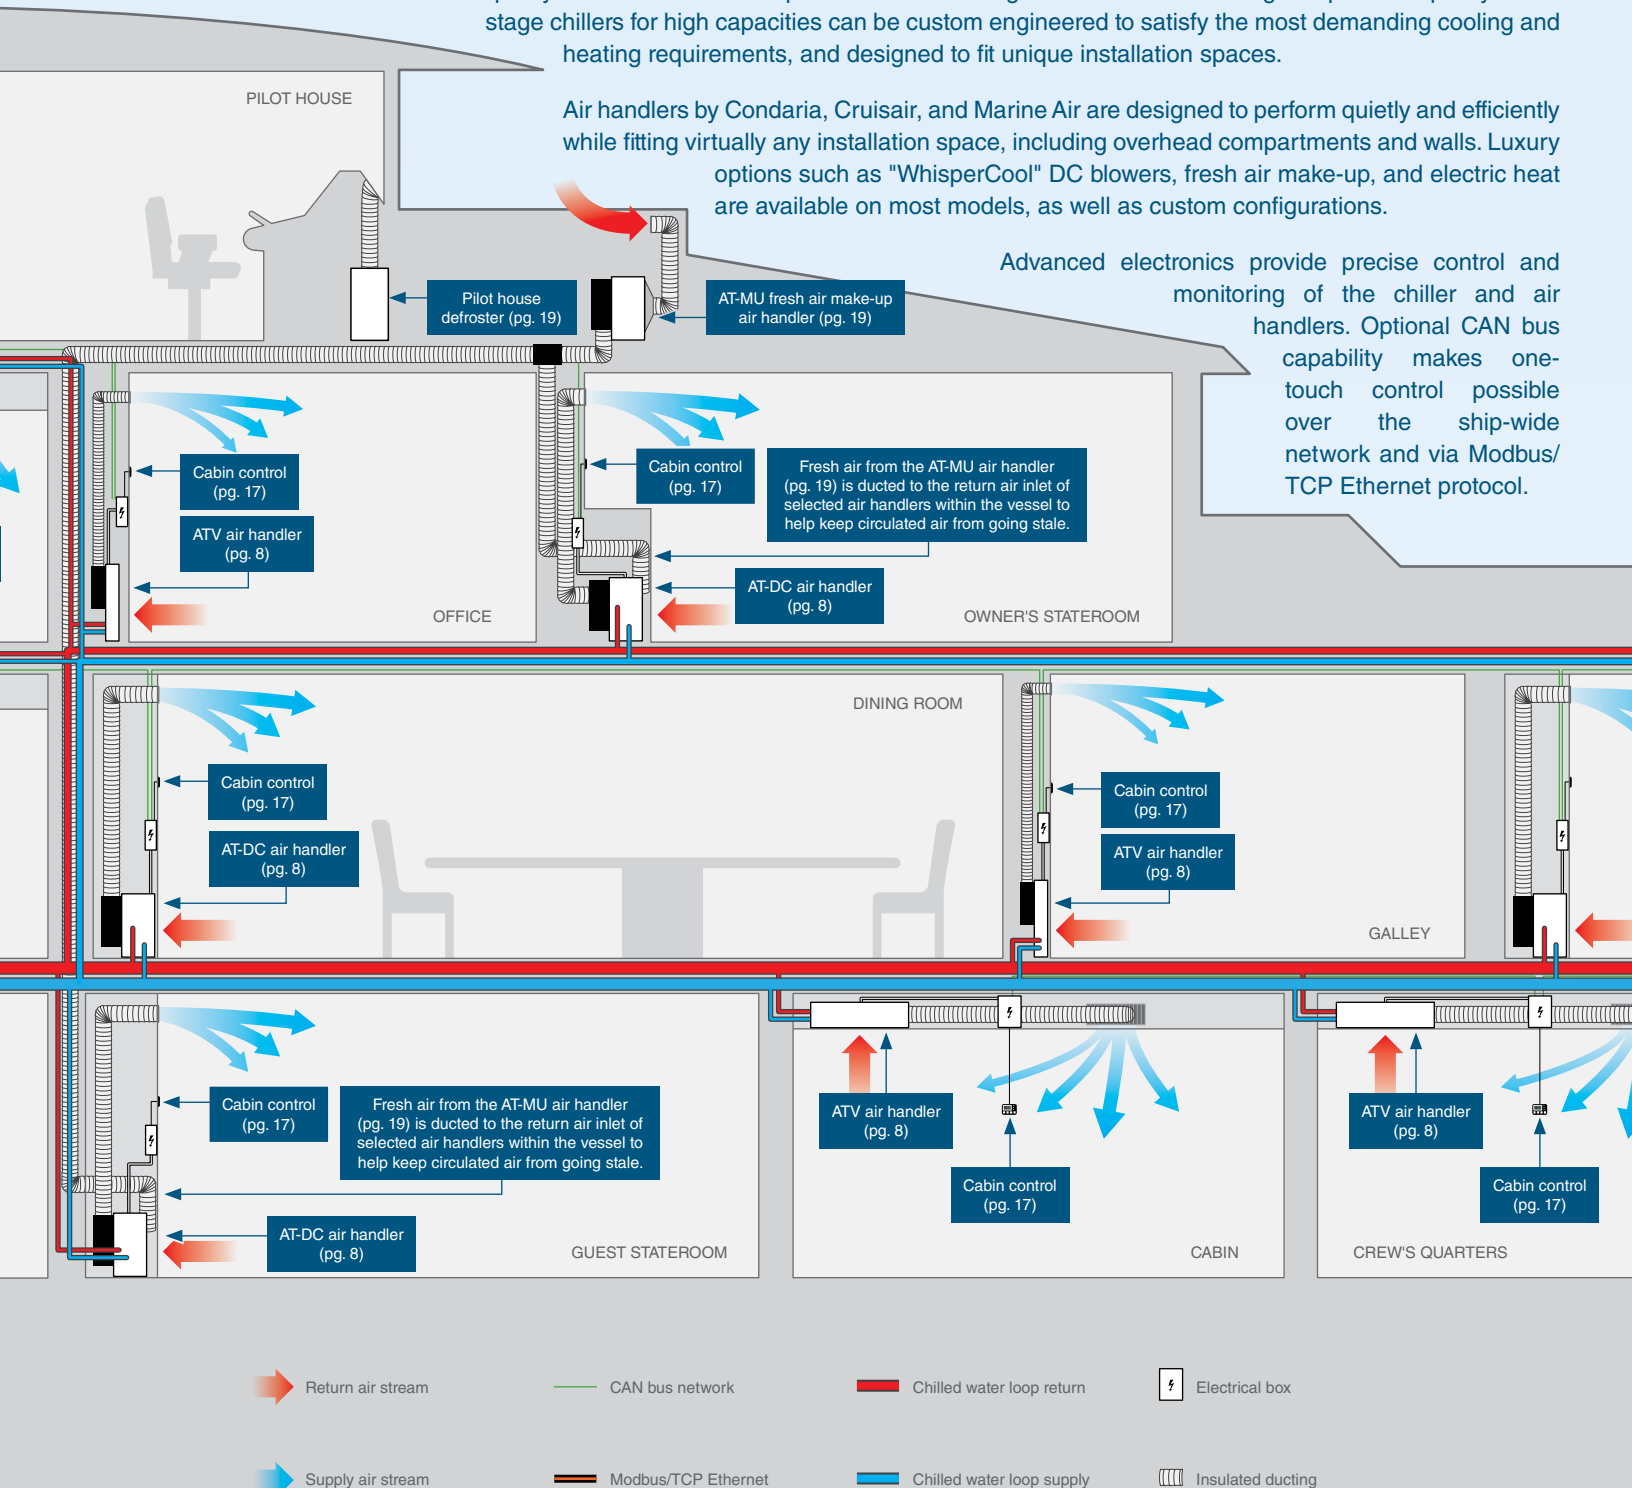 stage chillers for high capacities can be custom engineered to satisfy the most demanding cooling and
heating requirements, and designed to fit unique installation spaces.
Air handlers by Condaria, Cruisair, and Marine Air are designed to perform quietly and efficiently
while fitting virtually any installation space, including overhead compartments and walls. Luxury
options such as "WhisperCool" DC blowers, fresh air make-up, and electric heat
are available on most models, as well as custom configurations.
Advanced electronics provide precise control and
monitoring of the chiller and air
handlers. Optional CAN bus
capability makes one-
touch control possible
over the ship-wide
network and via Modbus/
TCP Ethernet protocol.
PILOT HOUSE
Pilot house
defroster (pg. 19)
AT-MU fresh air make-up
air handler (pg. 19)
Cabin control
(pg. 17)
ATV air handler
(pg. 8)
OFFICE
Cabin control
(pg. 17)
Fresh air from the AT-MU air handler
(pg. 19) is ducted to the return air inlet of
selected air handlers within the vessel to
help keep circulated air from going stale.
AT-DC air handler
(pg. 8)
OWNER'S STATEROOM
DINING ROOM
Cabin control
(pg. 17)
AT-DC air handler
(pg. 8)
Cabin control
(pg. 17)
ATV air handler
(pg. 8)
GALLEY
Cabin control
(pg. 17)
Fresh air from the AT-MU air handler
(pg. 19) is ducted to the return air inlet of
selected air handlers within the vessel to
help keep circulated air from going stale.
AT-DC air handler
(pg. 8)
GUEST STATEROOM
ATV air handler
(pg. 8)
Cabin control
(pg. 17)
CABIN
ATV air handler
(pg. 8)
Cabin control
(pg. 17)
CREW'S QUARTERS
Return air stream
CAN bus network
Chilled water loop return
Electrical box
Supply air stream
Modbus/TCP Ethernet
Chilled water loop supply
Insulated ducting